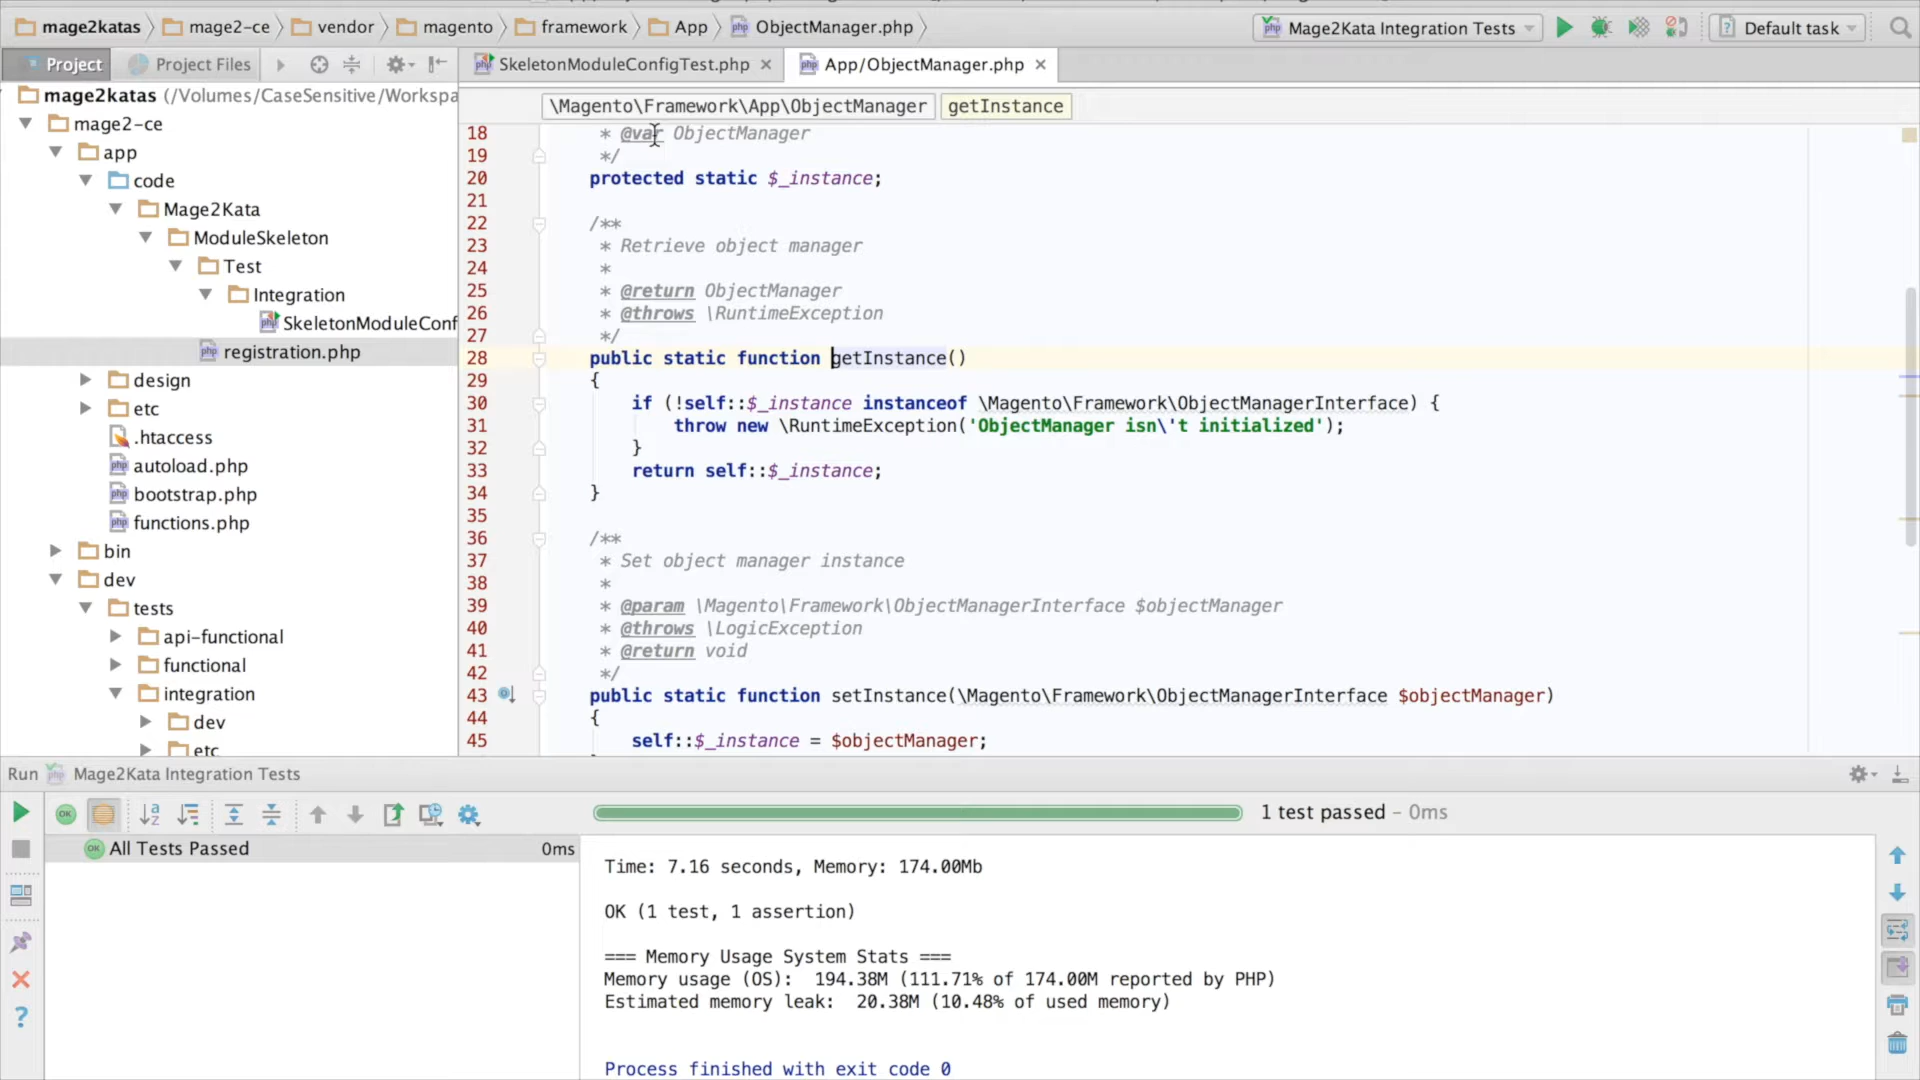 mage2katas mage2-ce vendor magento framework App ObjectManager.php Mage2Kata Integration Tests Default task
Project Project Files SkeletonModuleConfigTest.php App/ObjectManager.php
mage2katas (/Volumes/CaseSensitive/Workspa
mage2-ce
app
code
Mage2Kata
ModuleSkeleton
Test
Integration
SkeletonModuleConf
registration.php
design
etc
.htaccess
autoload.php
bootstrap.php
functions.php
bin
dev
tests
api-functional
functional
integration
dev
etc
\Magento\Framework\App\ObjectManager getInstance
18 * @var ObjectManager
19 */
20 protected static $_instance;
21
22 /**
23 * Retrieve object manager
24 *
25 * @return ObjectManager
26 * @throws \RuntimeException
27 */
28 public static function getInstance()
29 {
30 if (!self::$_instance instanceof \Magento\Framework\ObjectManagerInterface) {
31 throw new \RuntimeException('ObjectManager isn\'t initialized');
32 }
33 return self::$_instance;
34 }
35
36 /**
37 * Set object manager instance
38 *
39 * @param \Magento\Framework\ObjectManagerInterface $objectManager
40 * @throws \LogicException
41 * @return void
42 */
43 public static function setInstance(\Magento\Framework\ObjectManagerInterface $objectManager)
44 {
45 self::$_instance = $objectManager;
Run Mage2Kata Integration Tests
1 test passed – 0ms
All Tests Passed 0ms
Time: 7.16 seconds, Memory: 174.00Mb
OK (1 test, 1 assertion)
=== Memory Usage System Stats ===
Memory usage (OS): 194.38M (111.71% of 174.00M reported by PHP)
Estimated memory leak: 20.38M (10.48% of used memory)
Process finished with exit code 0